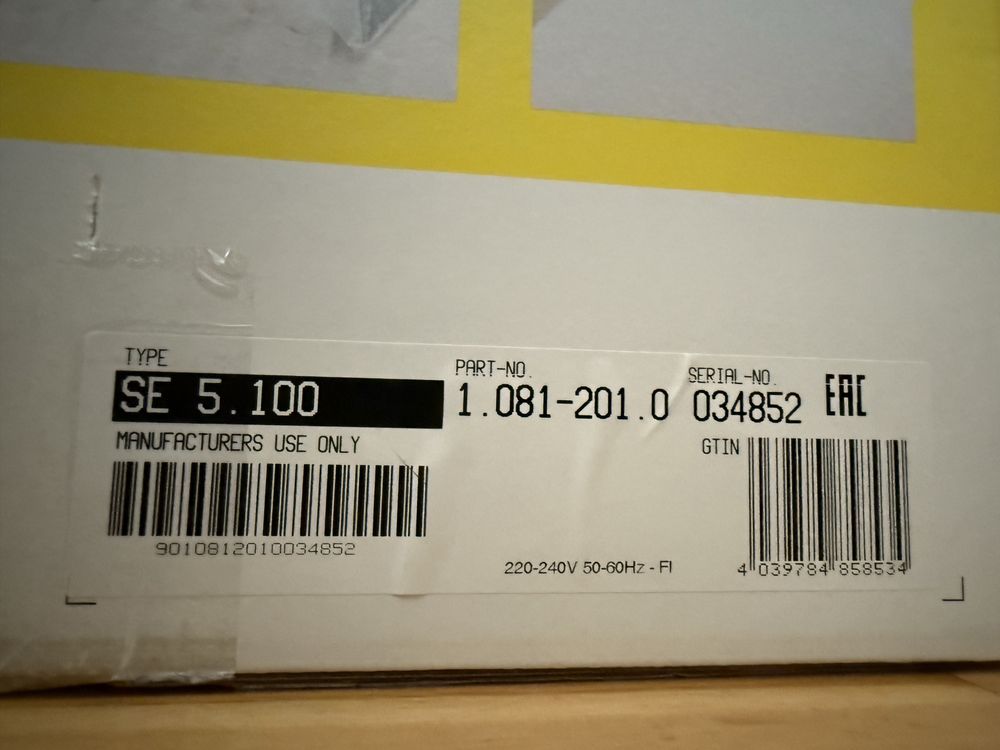 TYPE
SE 5.100
PART-NO.
1.081-201.0
SERIAL-NO.
034852
EAC
MANUFACTURERS USE ONLY
9010812010034852
GTIN
4 039784 858534
220-240V 50-60Hz - FI